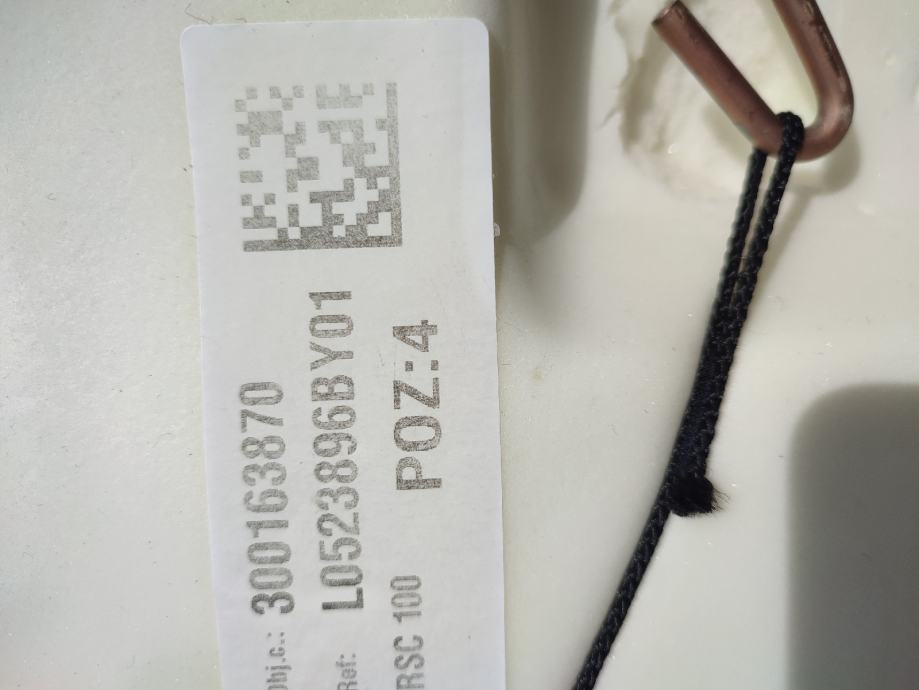 Obj.c.: 300163870
Ref: L0523896BY01
RSC 100 POZ:4